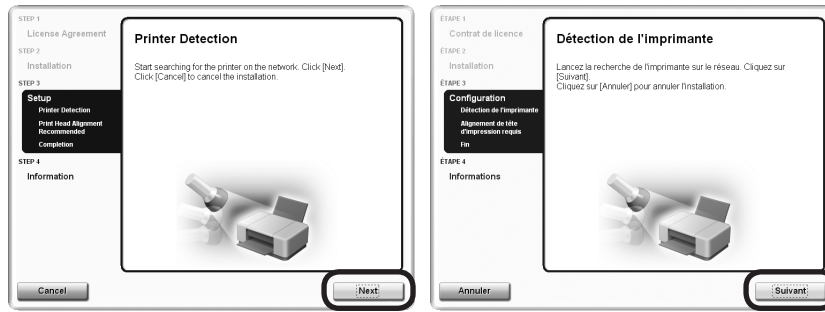 STEP 1
License Agreement
STEP 2
Installation
STEP 3
Setup
Printer Detection
Print Head Alignment
Recommended
Completion
STEP 4
Information
Printer Detection
Start searching for the printer on the network. Click [Next].
Click [Cancel] to cancel the installation.
Cancel
Next
ÉTAPE 1
Contrat de licence
ÉTAPE 2
Installation
ÉTAPE 3
Configuration
Détection de l'imprimante
Alignement de tête
d'impression requis
Fin
ÉTAPE 4
Informations
Détection de l'imprimante
Lancez la recherche de l'imprimante sur le réseau. Cliquez sur
[Suivant].
Cliquez sur [Annuler] pour annuler l'installation.
Annuler
Suivant